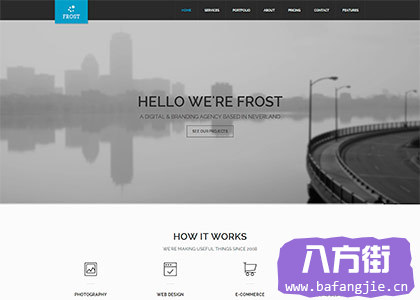 FROST
HOME SERVICES PORTFOLIO ABOUT PRICING CONTACT FEATURES
HELLO WE'RE FROST
A DIGITAL & BRANDING AGENCY BASED IN NEVERLAND
SEE OUR PROJECTS
HOW IT WORKS
WE'RE MAKING USEFUL THINGS SINCE 2008
PHOTOGRAPHY WEB DESIGN E-COMMERCE
八方街
www.bafangjie.cn